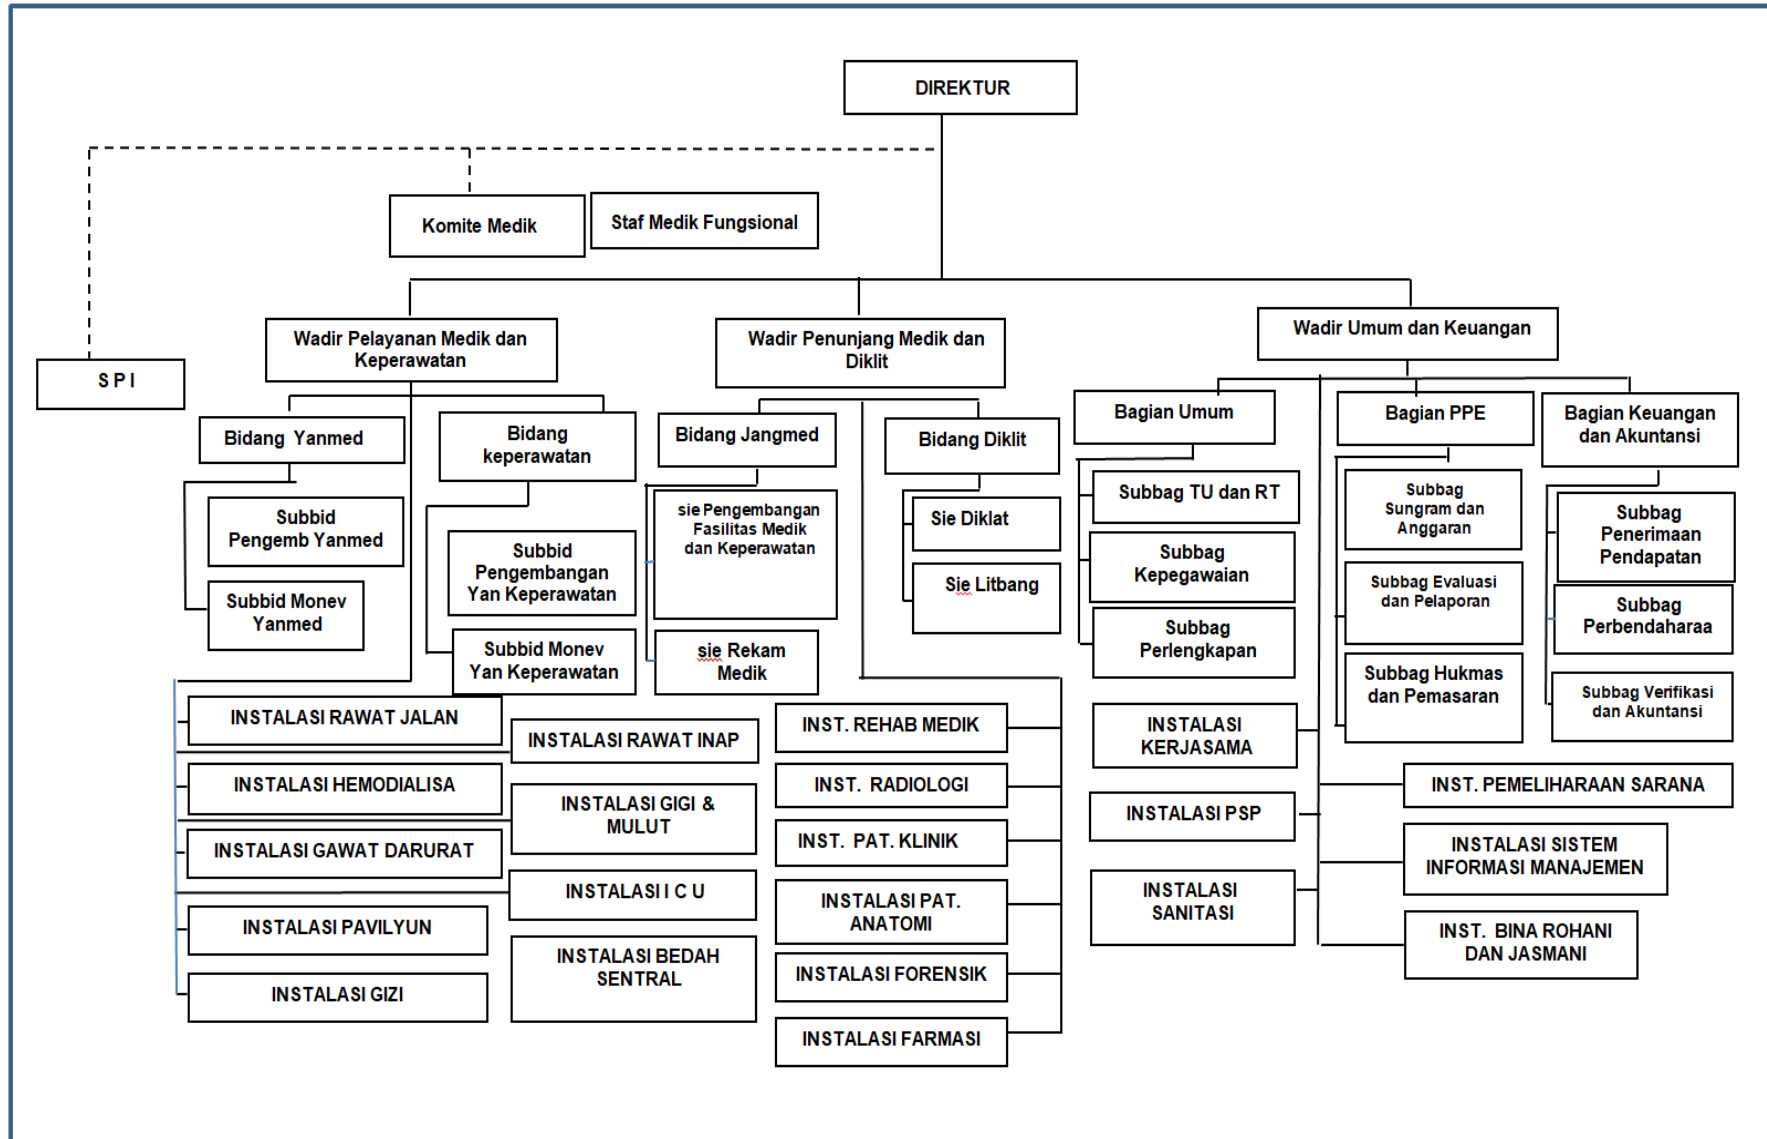 DIREKTUR
Komite Medik
Staf Medik Fungsional
S P I
Wadir Pelayanan Medik dan
Keperawatan
Wadir Penunjang Medik dan
Diklit
Wadir Umum dan Keuangan
Bidang Yanmed
Bidang
keperawatan
Bidang Jangmed
Bidang Diklit
Bagian Umum
Bagian PPE
Bagian Keuangan
dan Akuntansi
Subbid
Pengemb Yanmed
Subbid Monev
Yanmed
Subbid
Pengembangan
Yan Keperawatan
Subbid Monev
Yan Keperawatan
sie Pengembangan
Fasilitas Medik
dan Keperawatan
sie Rekam
Medik
Sie Diklat
Sie Litbang
Subbag TU dan RT
Subbag
Kepegawaian
Subbag
Perlengkapan
Subbag
Sungram dan
Anggaran
Subbag Evaluasi
dan Pelaporan
Subbag Hukmas
dan Pemasaran
Subbag
Penerimaan
Pendapatan
Subbag
Perbendaharaa
Subbag Verifikasi
dan Akuntansi
INSTALASI RAWAT JALAN
INSTALASI HEMODIALISA
INSTALASI GAWAT DARURAT
INSTALASI PAVILYUN
INSTALASI GIZI
INSTALASI RAWAT INAP
INSTALASI GIGI &
MULUT
INSTALASI I C U
INSTALASI BEDAH
SENTRAL
INST. REHAB MEDIK
INST. RADIOLOGI
INST. PAT. KLINIK
INSTALASI PAT.
ANATOMI
INSTALASI FORENSIK
INSTALASI FARMASI
INSTALASI
KERJASAMA
INSTALASI PSP
INSTALASI
SANITASI
INST. PEMELIHARAAN SARANA
INSTALASI SISTEM
INFORMASI MANAJEMEN
INST. BINA ROHANI
DAN JASMANI